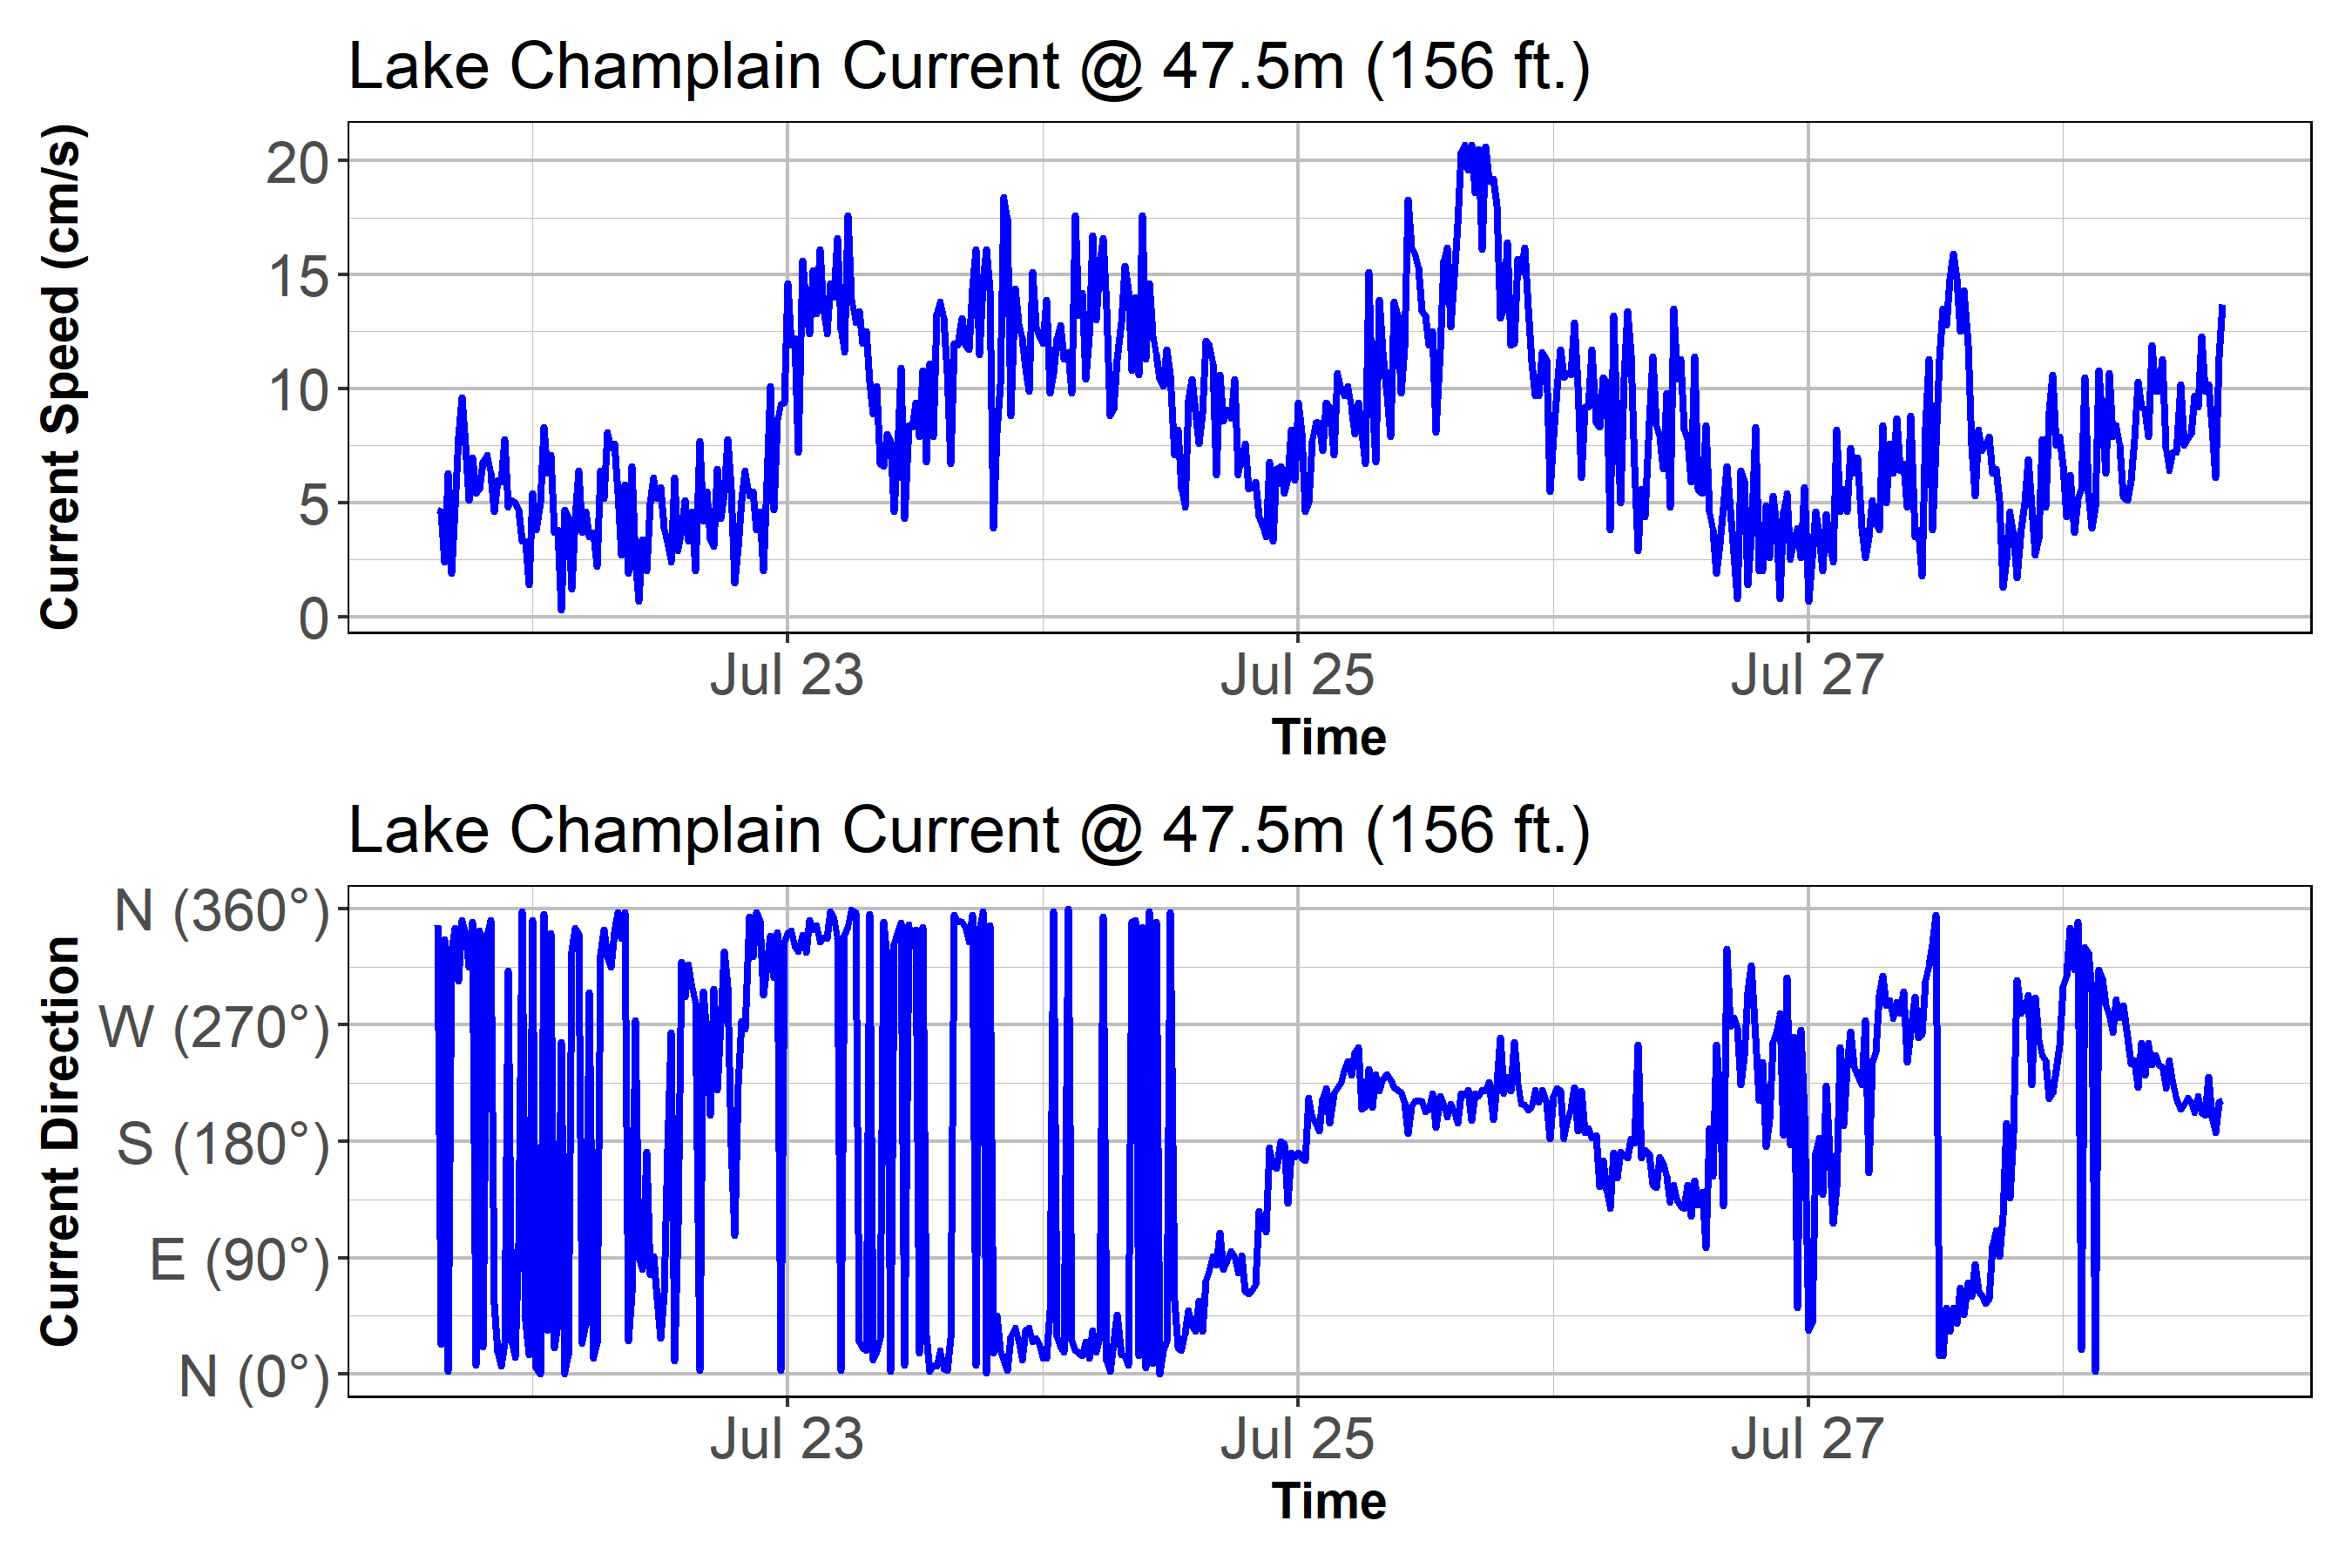 Lake Champlain Current @ 47.5m (156 ft.)
Current Speed (cm/s)
20
15
10
5
0
Jul 23 Jul 25 Jul 27
Time
Lake Champlain Current @ 47.5m (156 ft.)
Current Direction
N (360°)
W (270°)
S (180°)
E (90°)
N (0°)
Jul 23 Jul 25 Jul 27
Time